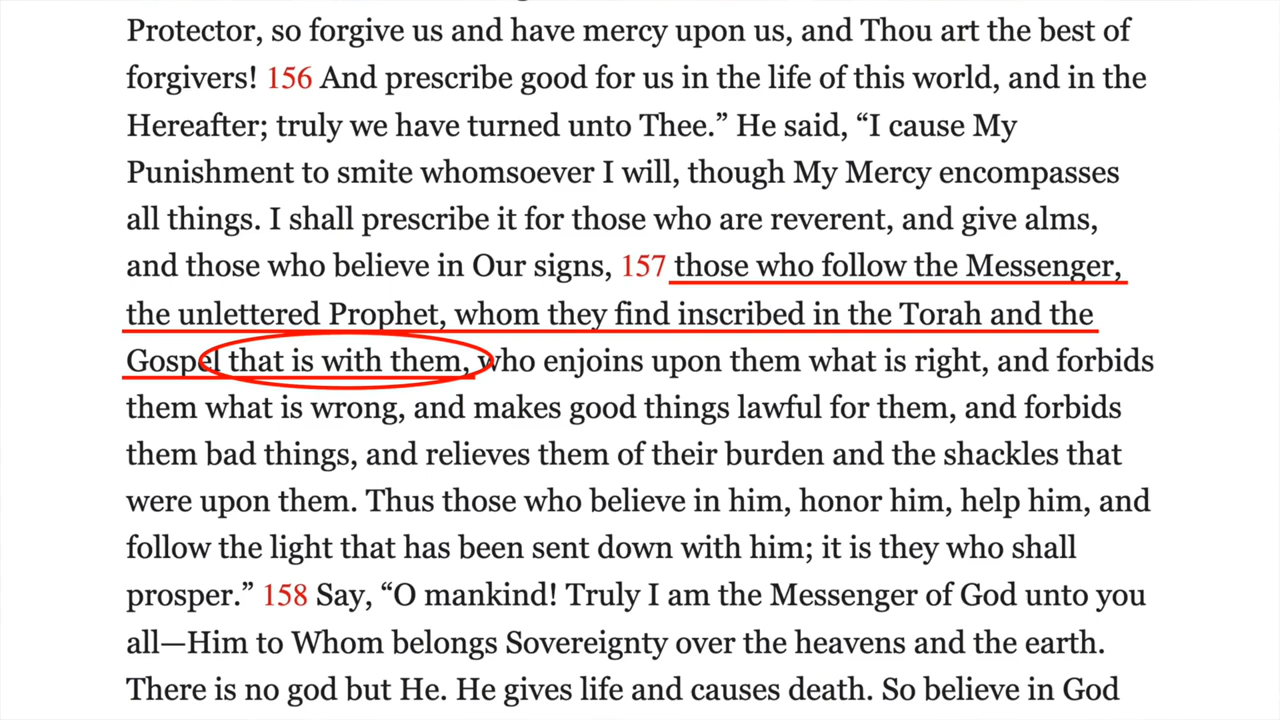 Protector, so forgive us and have mercy upon us, and Thou art the best of
forgivers! 156 And prescribe good for us in the life of this world, and in the
Hereafter; truly we have turned unto Thee.” He said, “I cause My
Punishment to smite whomsoever I will, though My Mercy encompasses
all things. I shall prescribe it for those who are reverent, and give alms,
and those who believe in Our signs, 157 those who follow the Messenger,
the unlettered Prophet, whom they find inscribed in the Torah and the
Gospel that is with them, who enjoins upon them what is right, and forbids
them what is wrong, and makes good things lawful for them, and forbids
them bad things, and relieves them of their burden and the shackles that
were upon them. Thus those who believe in him, honor him, help him, and
follow the light that has been sent down with him; it is they who shall
prosper.” 158 Say, “O mankind! Truly I am the Messenger of God unto you
all—Him to Whom belongs Sovereignty over the heavens and the earth.
There is no god but He. He gives life and causes death. So believe in God